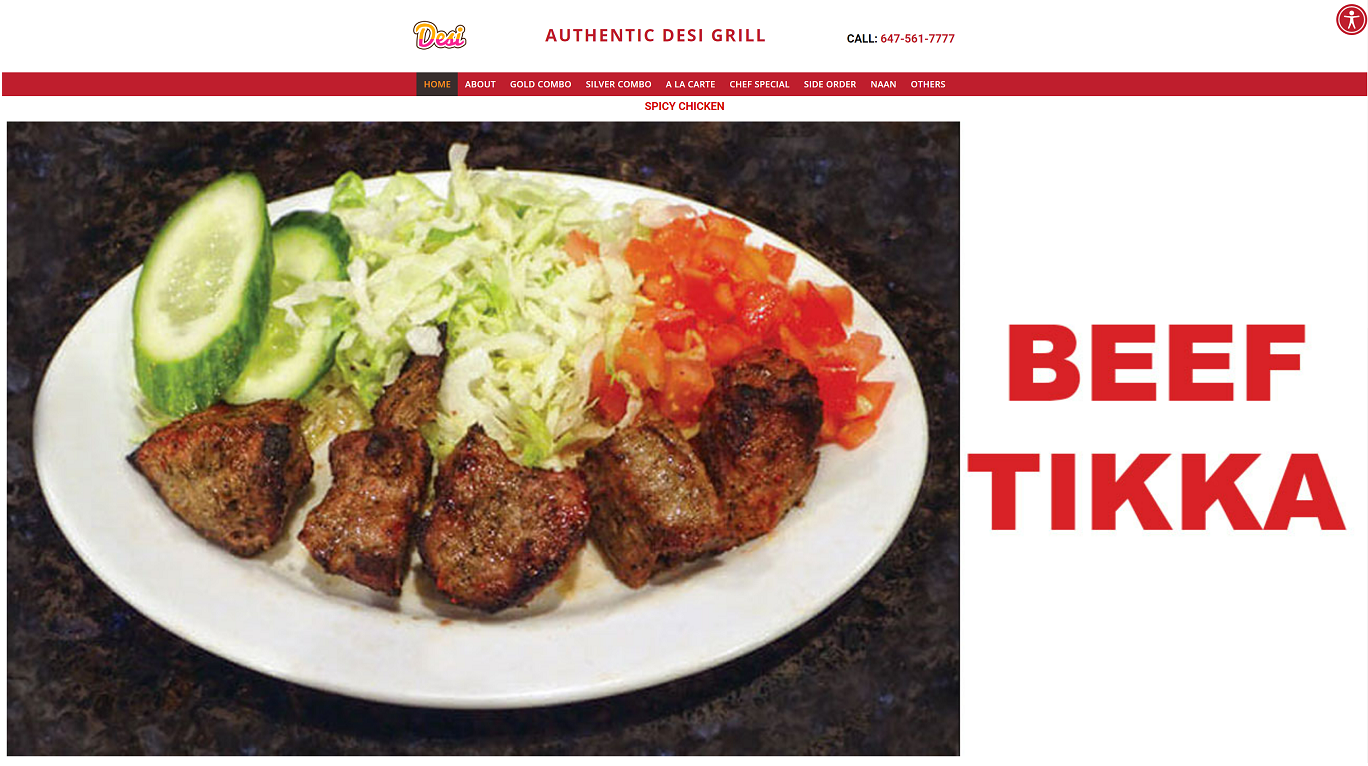 Desi
AUTHENTIC DESI GRILL
CALL: 647-561-7777
HOME ABOUT GOLD COMBO SILVER COMBO A LA CARTE CHEF SPECIAL SIDE ORDER NAAN OTHERS
SPICY CHICKEN
BEEF
TIKKA